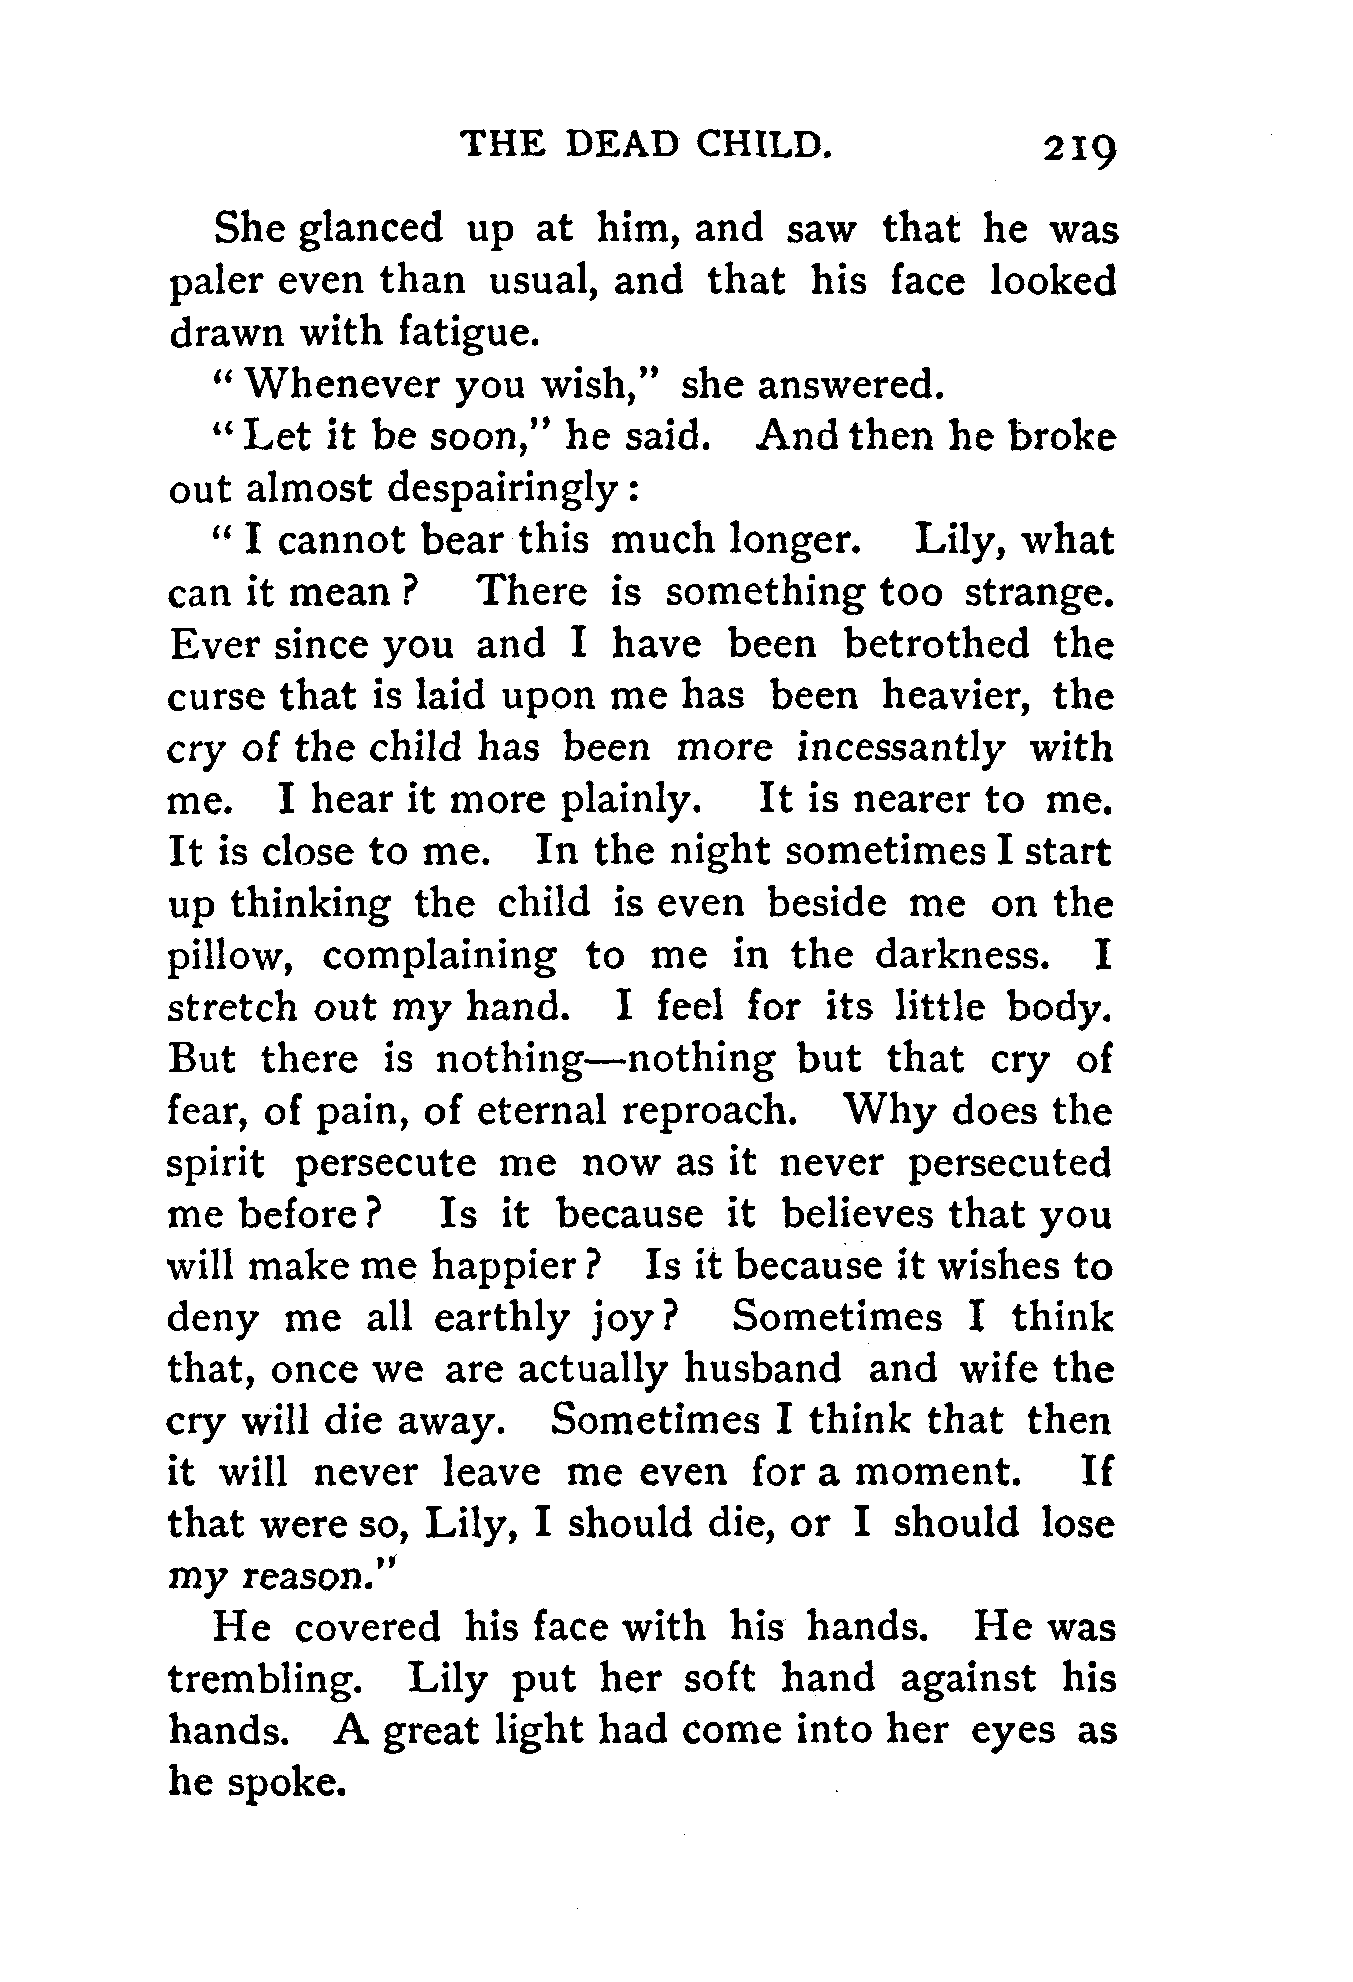 THE DEAD CHILD. 219
She glanced up at him, and saw that he was
paler even than usual, and that his face looked
drawn with fatigue.
"Whenever you wish," she answered.
"Let it be soon," he said. And then he broke
out almost despairingly:
"I cannot bear this much longer. Lily, what
can it mean? There is something too strange.
Ever since you and I have been betrothed the
curse that is laid upon me has been heavier, the
cry of the child has been more incessantly with
me. I hear it more plainly. It is nearer to me.
It is close to me. In the night sometimes I start
up thinking the child is even beside me on the
pillow, complaining to me in the darkness. I
stretch out my hand. I feel for its little body.
But there is nothing—nothing but that cry of
fear, of pain, of eternal reproach. Why does the
spirit persecute me now as it never persecuted
me before? Is it because it believes that you
will make me happier? Is it because it wishes to
deny me all earthly joy? Sometimes I think
that, once we are actually husband and wife the
cry will die away. Sometimes I think that then
it will never leave me even for a moment. If
that were so, Lily, I should die, or I should lose
my reason."
He covered his face with his hands. He was
trembling. Lily put her soft hand against his
hands. A great light had come into her eyes as
he spoke.